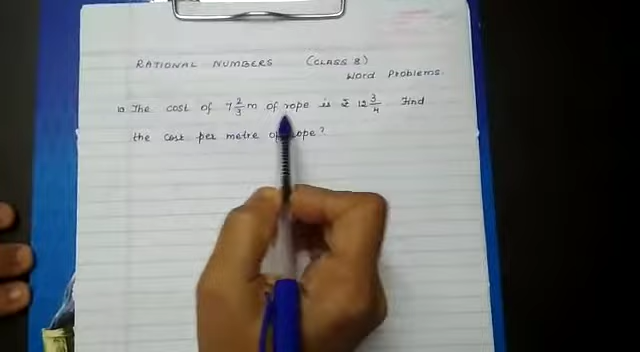 RATIONAL NUMBERS (CLASS 8)
Word Problems.
1) The cost of 7 2/3 m of rope is ₹ 12 3/4 Find
the cost per metre of rope?